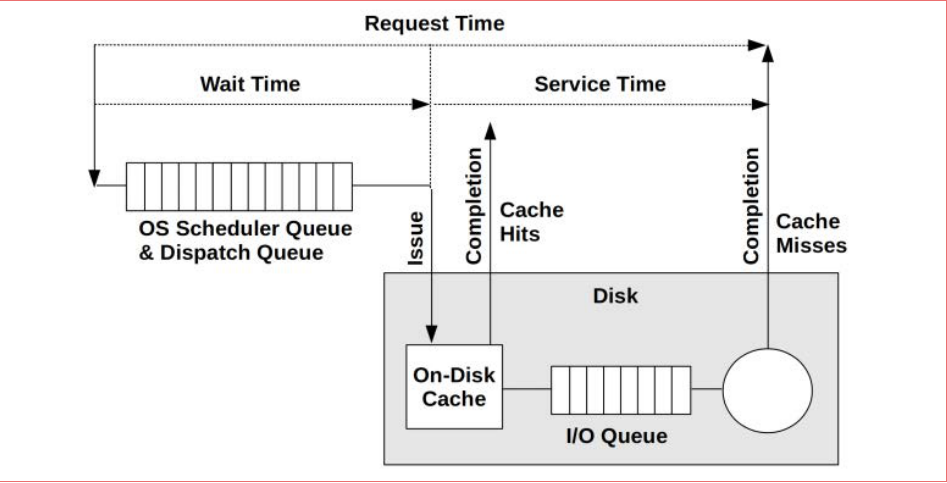 Request Time
Wait Time
Service Time
OS Scheduler Queue
& Dispatch Queue
Issue
Completion
Cache
Hits
Completion
Cache
Misses
Disk
On-Disk
Cache
I/O Queue